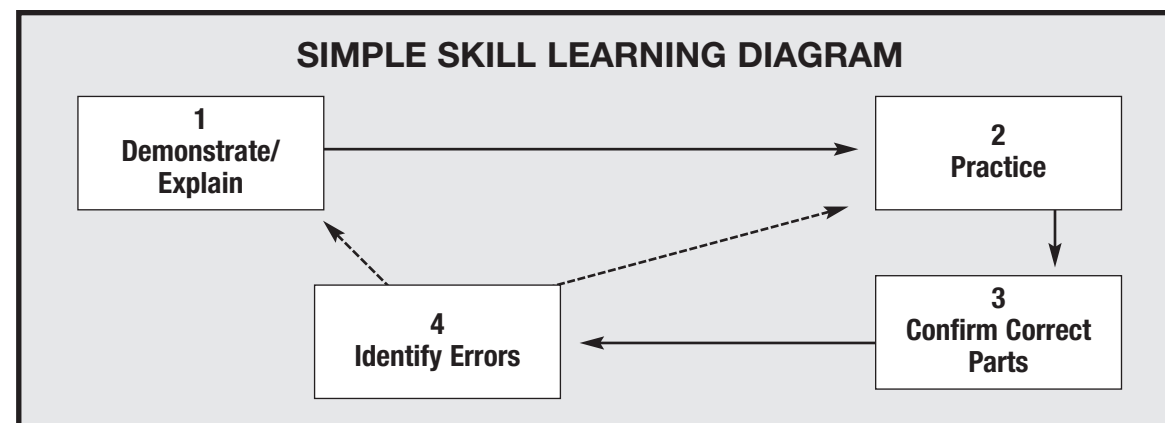 SIMPLE SKILL LEARNING DIAGRAM
1
Demonstrate/
Explain
2
Practice
3
Confirm Correct
Parts
4
Identify Errors